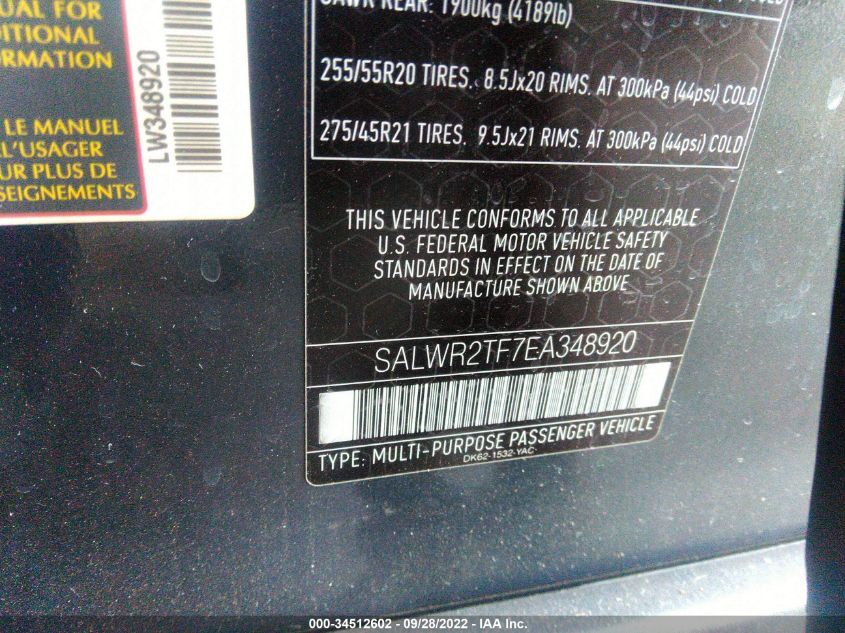 UAL FOR
DITIONAL
ORMATION
LE MANUEL
L'USAGER
UR PLUS DE
SEIGNEMENTS
LW348920
GAWR REAR: 1900kg (4189lb)
COLD
255/55R20 TIRES. 8.5Jx20 RIMS. AT 300kPa (44psi) COLD
275/45R21 TIRES. 9.5Jx21 RIMS. AT 300kPa (44psi) COLD
THIS VEHICLE CONFORMS TO ALL APPLICABLE
U.S. FEDERAL MOTOR VEHICLE SAFETY
STANDARDS IN EFFECT ON THE DATE OF
MANUFACTURE SHOWN ABOVE
SALWR2TF7EA348920
TYPE: MULTI-PURPOSE PASSENGER VEHICLE
DK62-1532-YAC
000-34512602 - 09/28/2022 - IAA Inc.